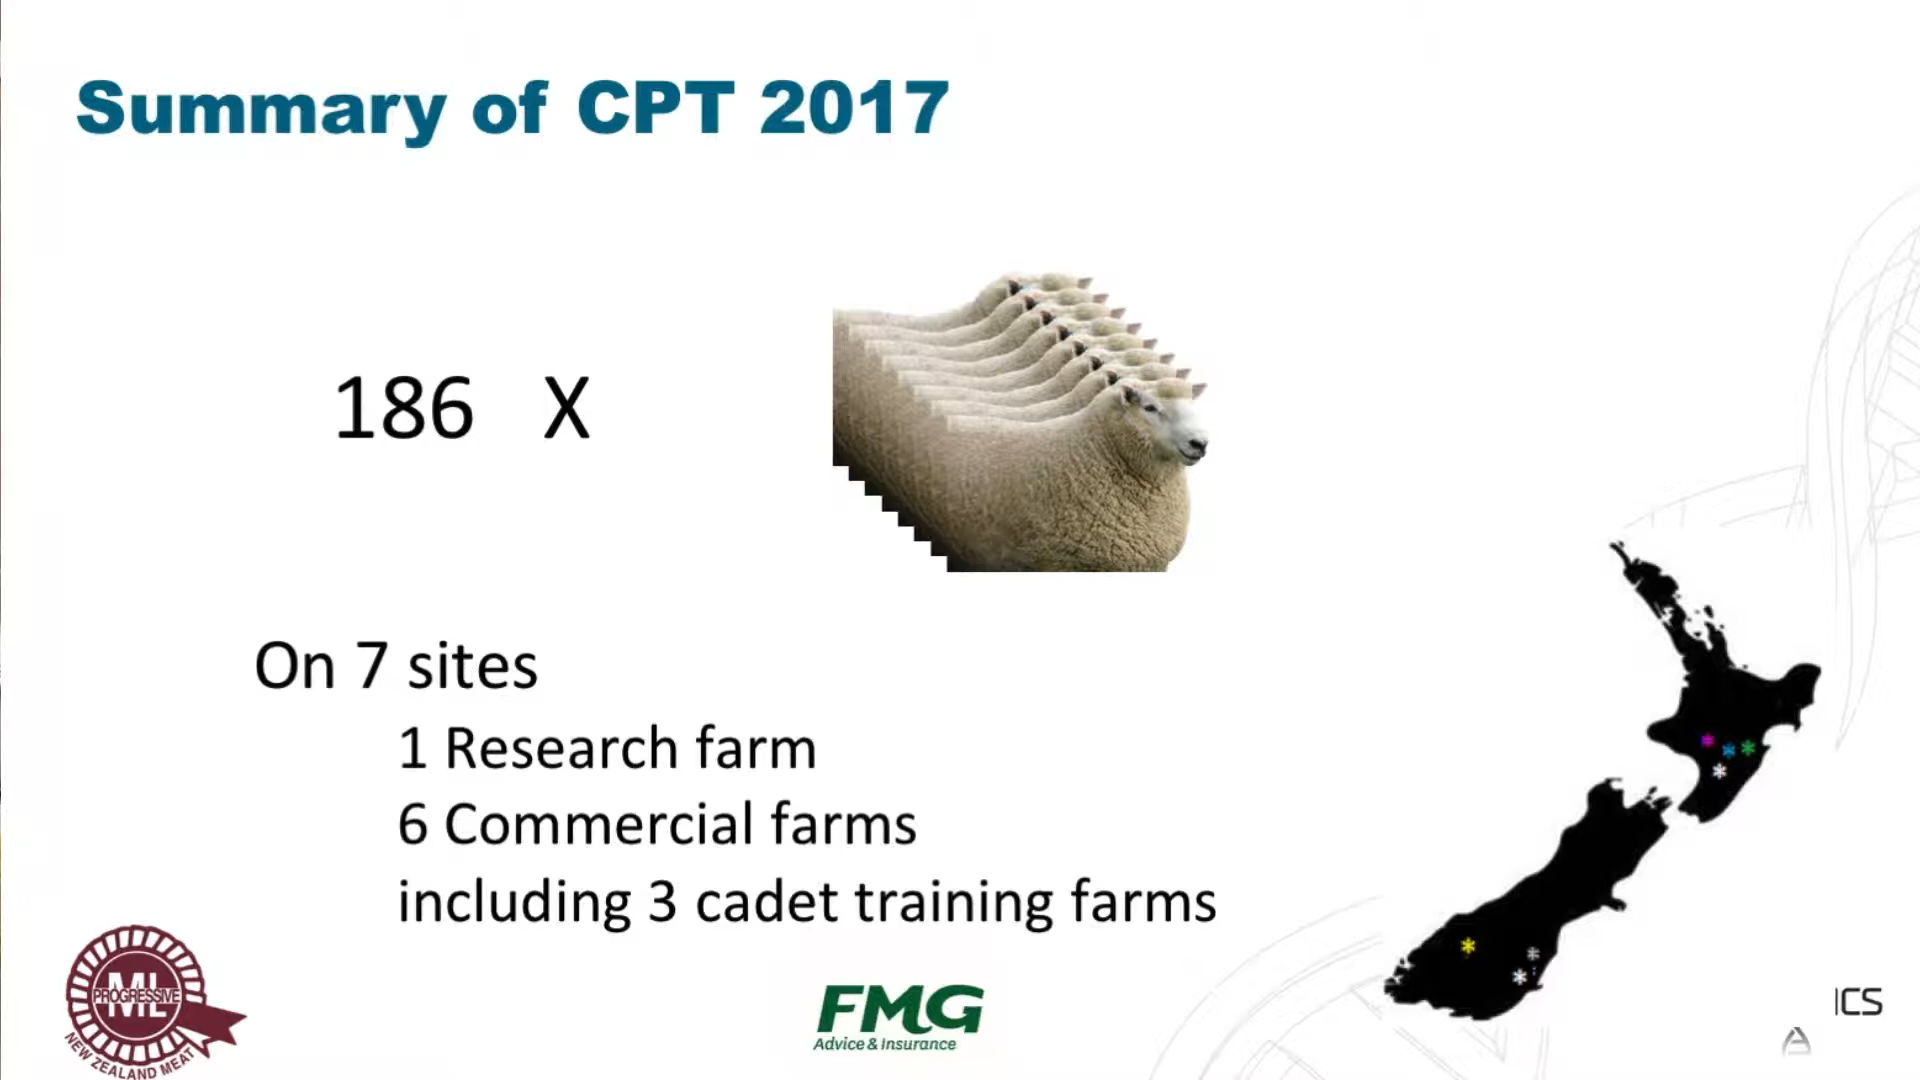 Summary of CPT 2017
186 X
On 7 sites
1 Research farm
6 Commercial farms
including 3 cadet training farms
ML
PROGRESSIVE
NEW ZEALAND MEAT
FMG
Advice & Insurance
ICS